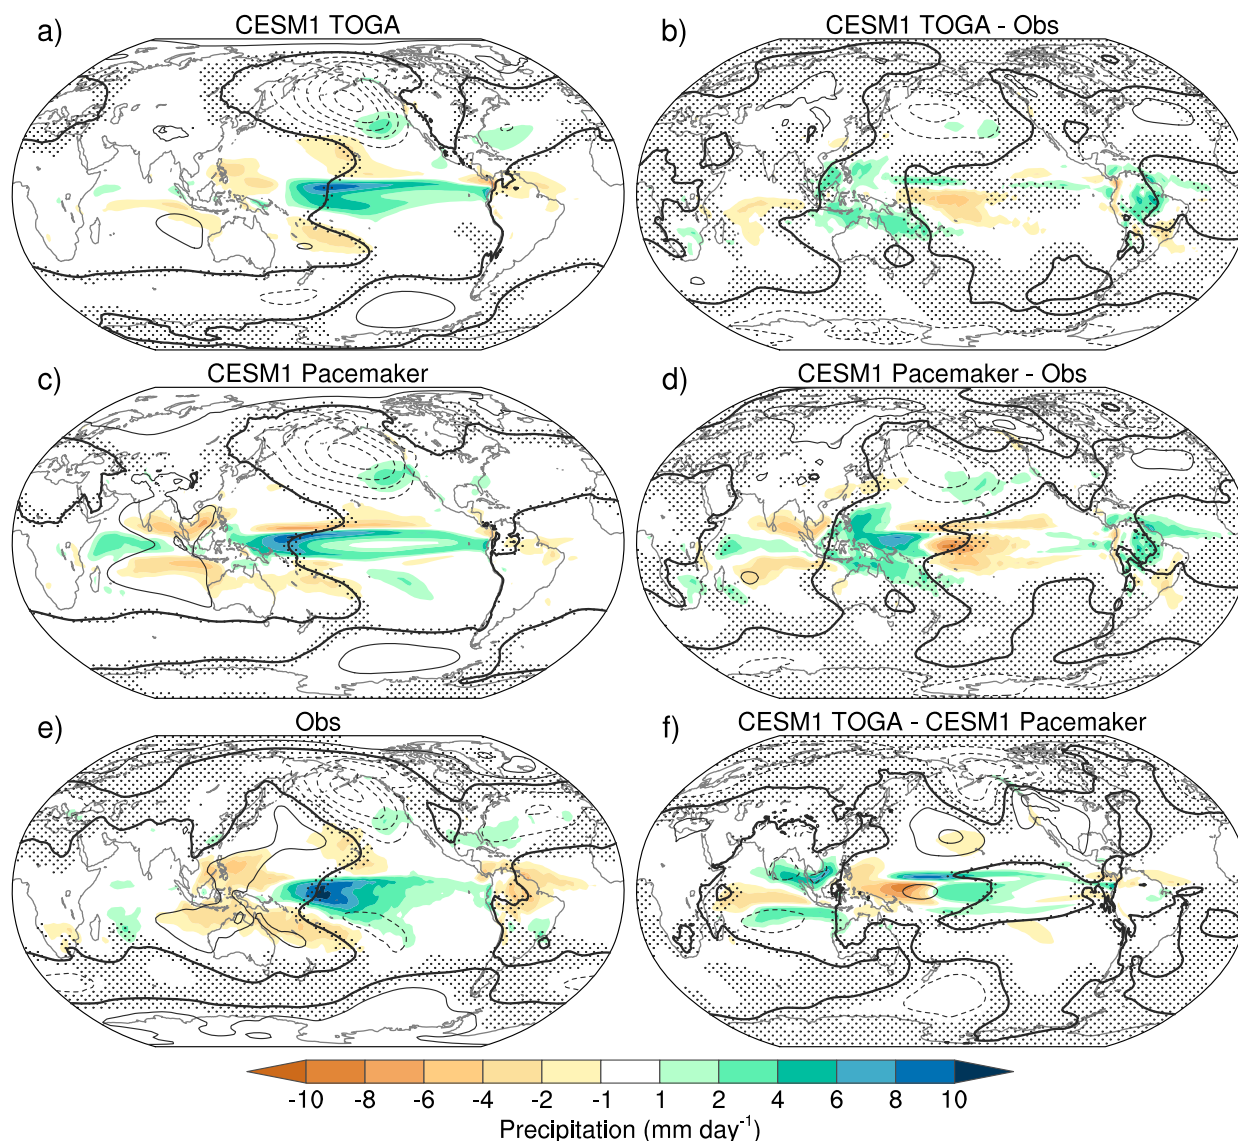 a) CESM1 TOGA
b) CESM1 TOGA - Obs
c) CESM1 Pacemaker
d) CESM1 Pacemaker - Obs
e) Obs
f) CESM1 TOGA - CESM1 Pacemaker
-10 -8 -6 -4 -2 -1 1 2 4 6 8 10
Precipitation (mm day⁻¹)